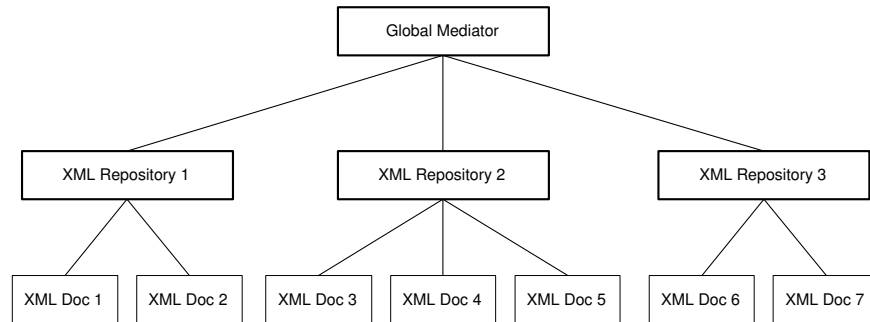 Global Mediator
XML Repository 1
XML Repository 2
XML Repository 3
XML Doc 1
XML Doc 2
XML Doc 3
XML Doc 4
XML Doc 5
XML Doc 6
XML Doc 7